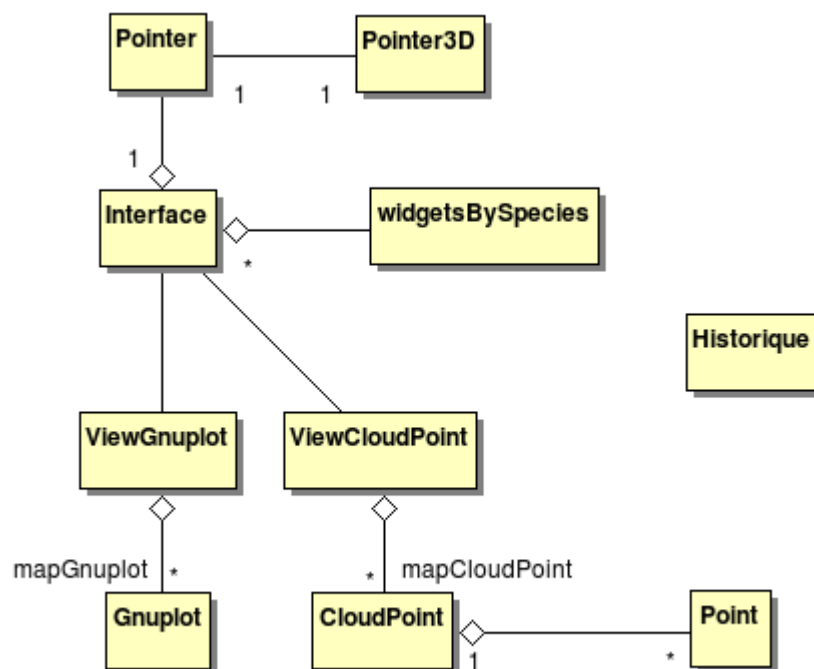 Pointer
Pointer3D
1
1
1
Interface
widgetsBySpecies
*
Historique
ViewGnuplot
ViewCloudPoint
mapGnuplot
*
*
mapCloudPoint
Gnuplot
CloudPoint
Point
1
*